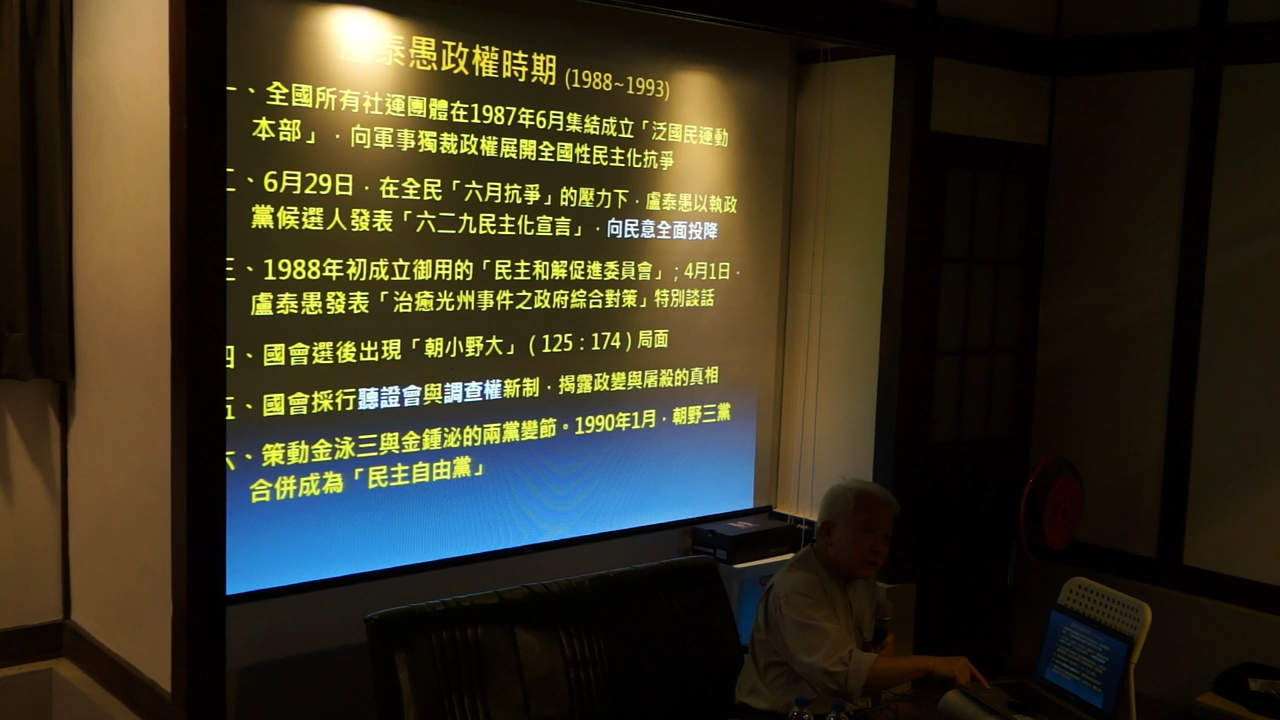 盧泰愚政權時期 (1988~1993)
一、全國所有社運團體在1987年6月集結成立「泛國民運動
本部」，向軍事獨裁政權展開全國性民主化抗爭
二、6月29日，在全民「六月抗爭」的壓力下，盧泰愚以執政
黨候選人發表「六二九民主化宣言」，向民意全面投降
三、1988年初成立御用的「民主和解促進委員會」；4月1日，
盧泰愚發表「治癒光州事件之政府綜合對策」特別談話
四、國會選後出現「朝小野大」（125：174）局面
五、國會採行聽證會與調查權新制，揭露政變與屠殺的真相
六、策動金泳三與金鍾泌的兩黨變節。1990年1月，朝野三黨
合併成為「民主自由黨」